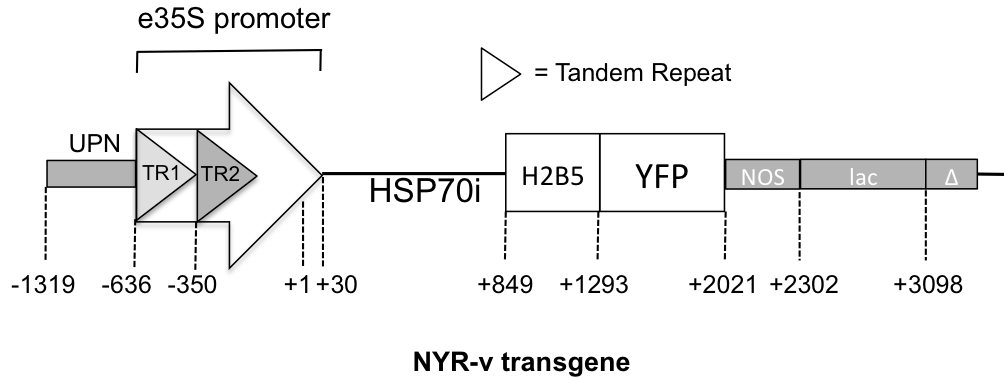 e35S promoter
= Tandem Repeat
UPN
TR1 TR2
HSP70i
H2B5 YFP NOS lac Δ
-1319 -636 -350 +1 +30 +849 +1293 +2021 +2302 +3098
NYR-v transgene